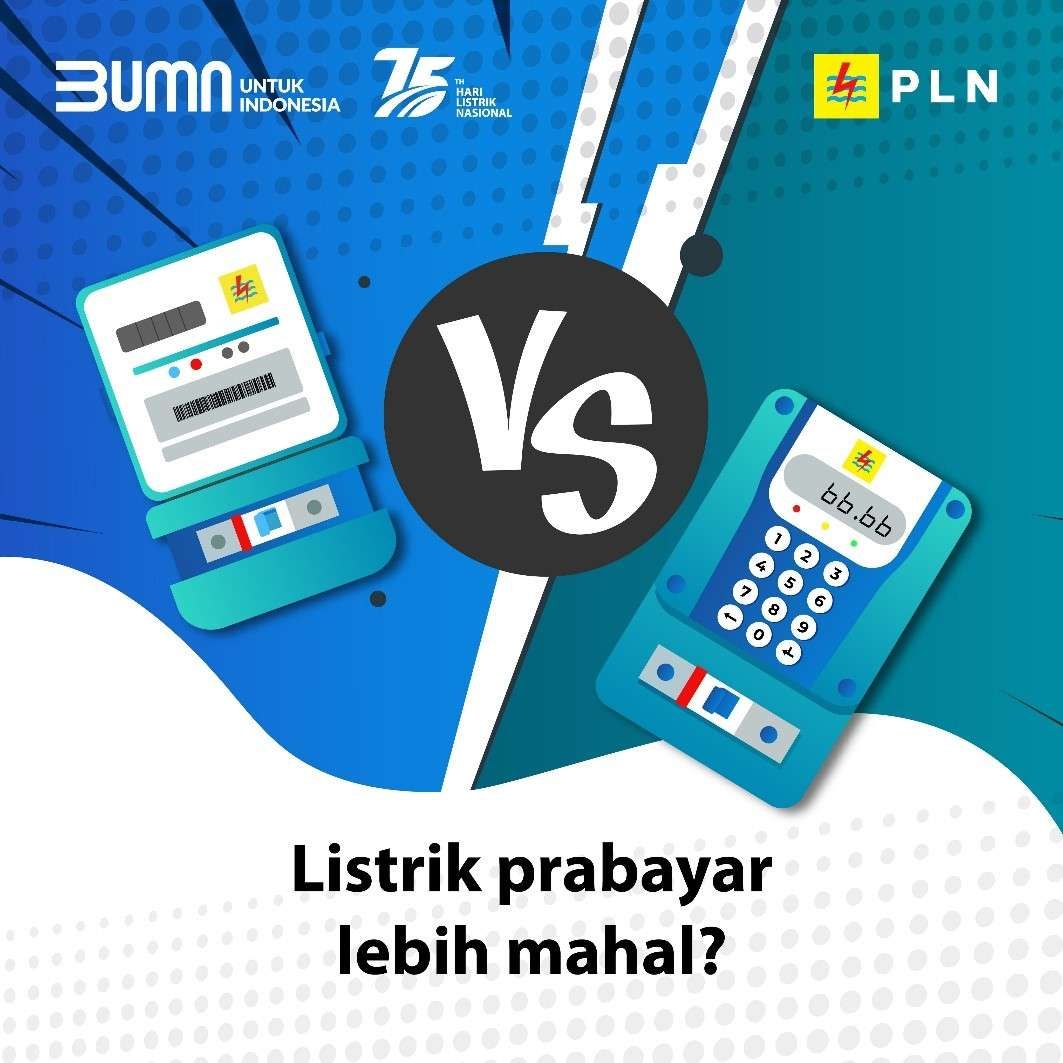 BUMN UNTUK
INDONESIA
75 TH
HARI
LISTRIK
NASIONAL
PLN
VS
66.66
1 2 3
4 5 6
7 8 9
0
Listrik prabayar
lebih mahal?